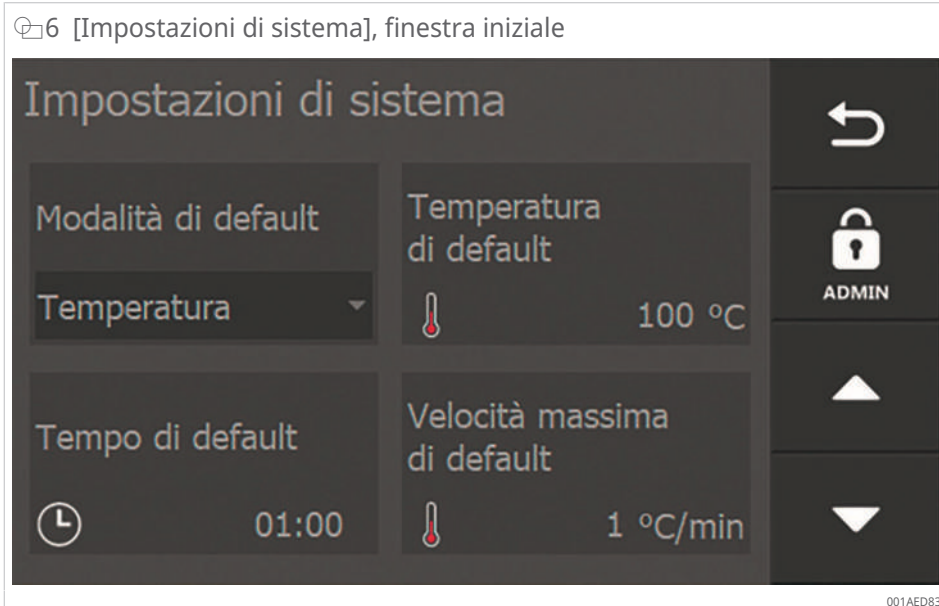 6 [Impostazioni di sistema], finestra iniziale
Impostazioni di sistema
Modalità di default
Temperatura
Temperatura
di default
100 °C
ADMIN
Tempo di default
01:00
Velocità massima
di default
1 °C/min
001AED83